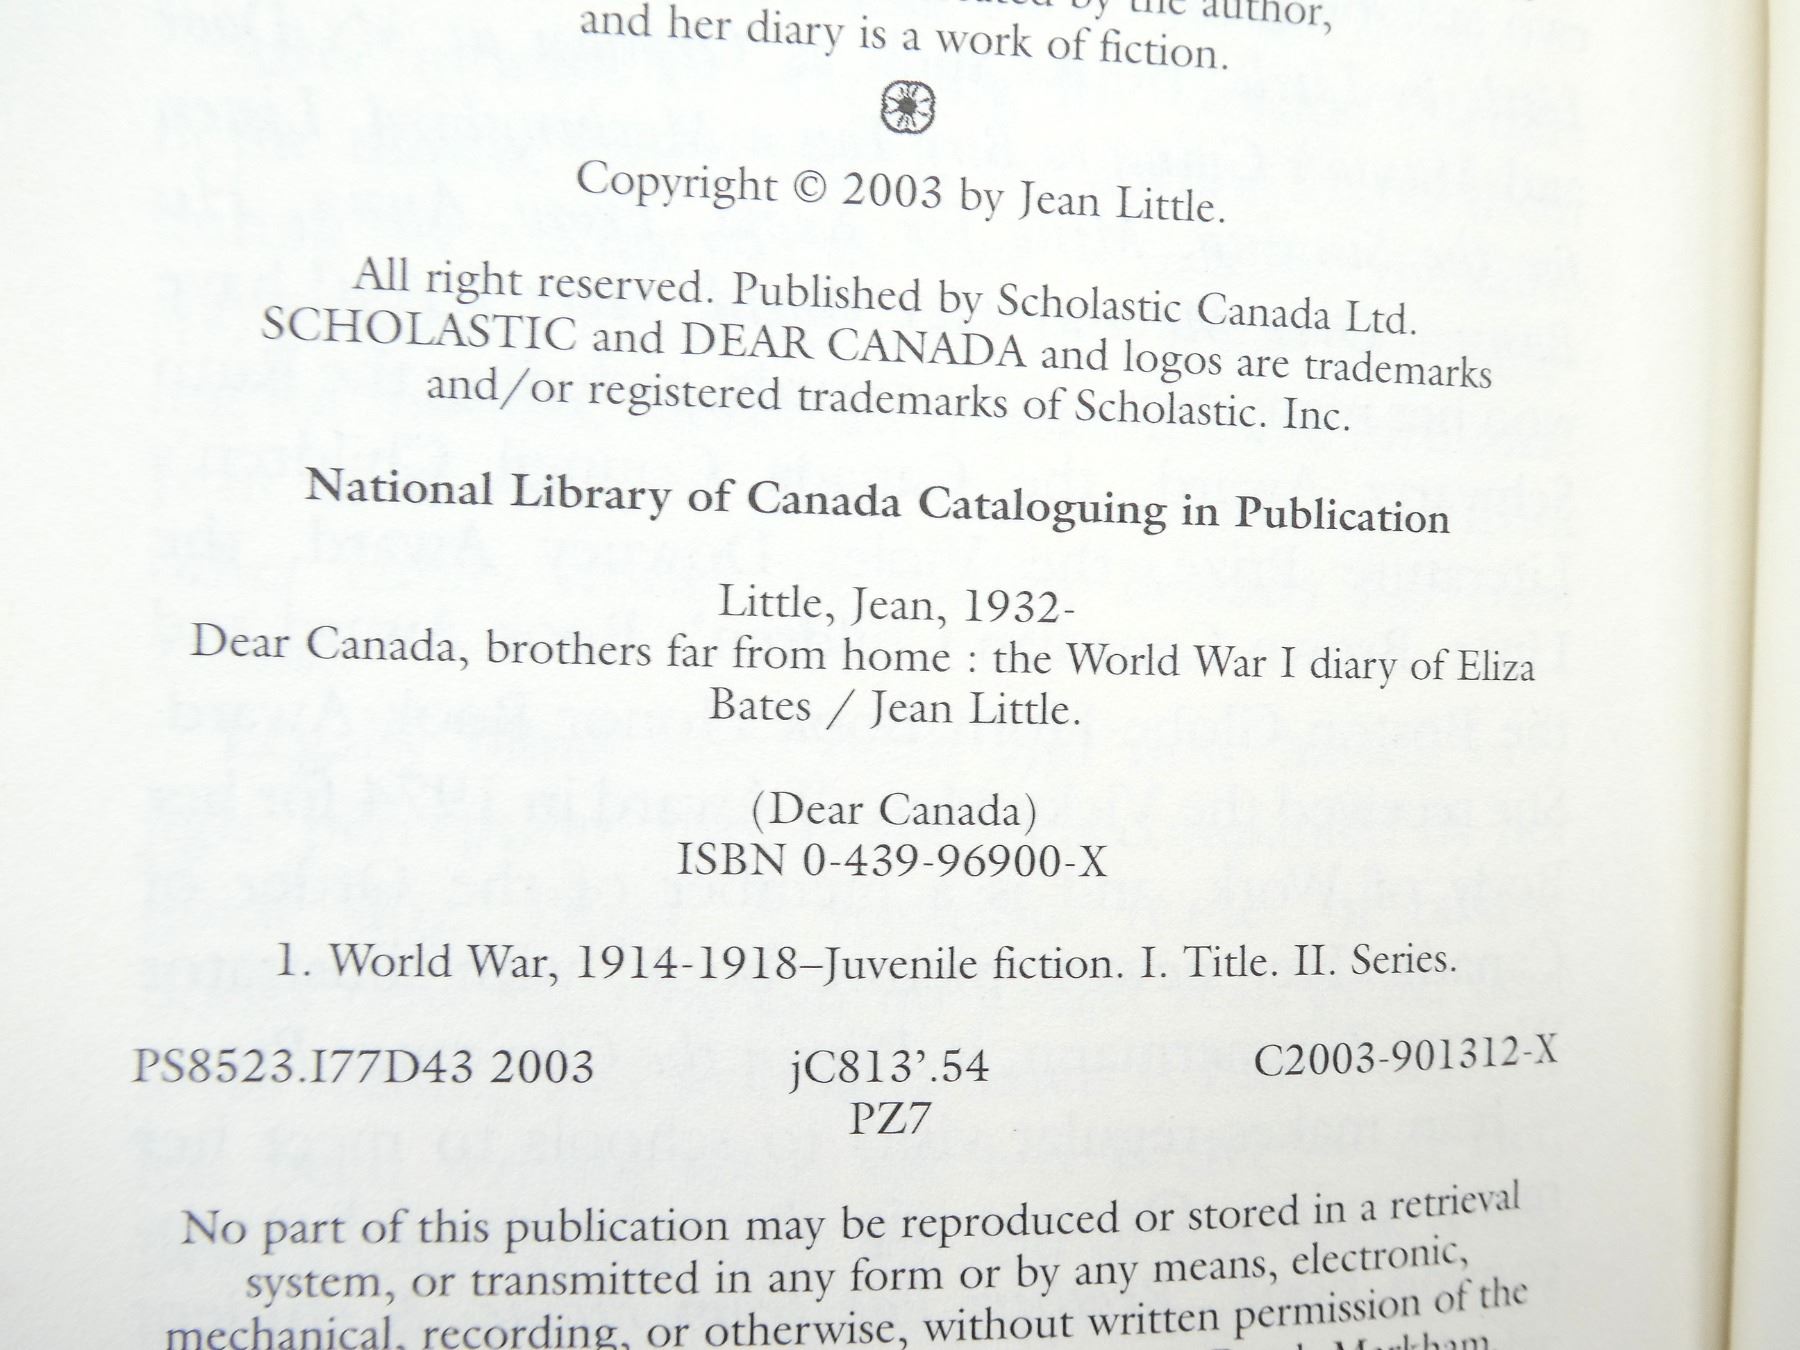 by the author,
and her diary is a work of fiction.
Copyright © 2003 by Jean Little.
All right reserved. Published by Scholastic Canada Ltd.
SCHOLASTIC and DEAR CANADA and logos are trademarks
and/or registered trademarks of Scholastic. Inc.
National Library of Canada Cataloguing in Publication
Little, Jean, 1932-
Dear Canada, brothers far from home : the World War I diary of Eliza
Bates / Jean Little.
(Dear Canada)
ISBN 0-439-96900-X
1. World War, 1914-1918–Juvenile fiction. I. Title. II. Series.
PS8523.I77D43 2003 jC813’.54 C2003-901312-X
PZ7
No part of this publication may be reproduced or stored in a retrieval
system, or transmitted in any form or by any means, electronic,
mechanical, recording, or otherwise, without written permission of the
Markham,